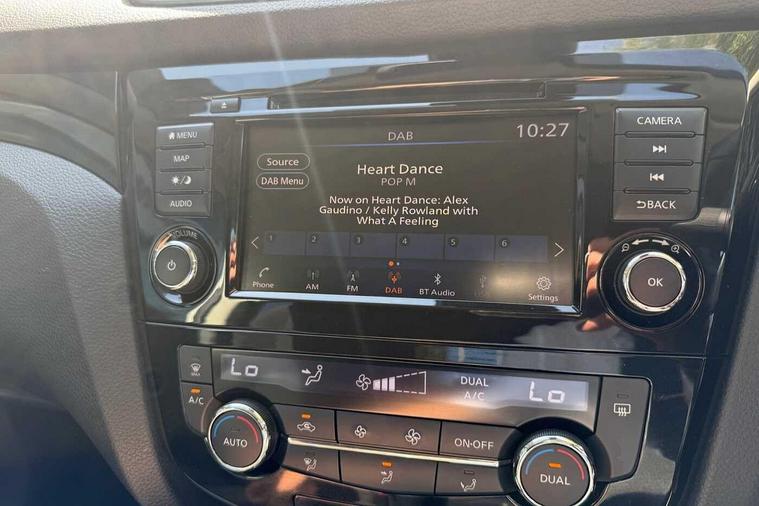 MENU
MAP
AUDIO
VOLUME
DAB
10:27
Source
DAB Menu
Heart Dance
POP M
Now on Heart Dance: Alex
Gaudino / Kelly Rowland with
What A Feeling
1 2 3 4 5 6
Phone AM FM DAB BT Audio Settings
CAMERA
BACK
OK
Lo
DUAL
A/C
Lo
A/C
AUTO
ON·OFF
DUAL